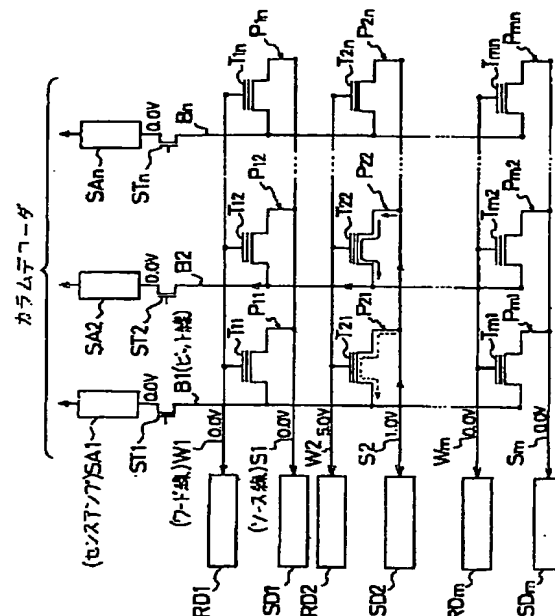 カラムデコーダ
(センスアンプ)SA1
SA2
SAn
0.0V
0.0V
0.0V
ST1
ST2
STn
B1(ビット線)
B2
Bn
(ワード線)W1
0.0V
T11
T12
T1n
RD1
P11
P12
P1n
(ソース線)S1
0.0V
SD1
W2
5.0V
T21
T22
T2n
RD2
P21
P22
P2n
S2
1.0V
SD2
Wm
0.0V
Tm1
Tm2
Tmn
RDm
Pm1
Pm2
Pmn
Sm
0.0V
SDm